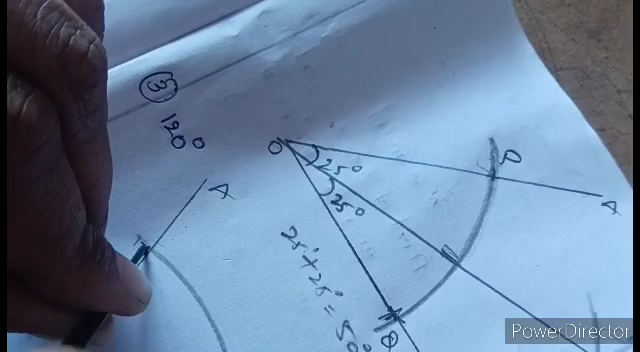 ③
120°
A
O
25°
25°
Q
A
25° + 25° = 50°
PowerDirector